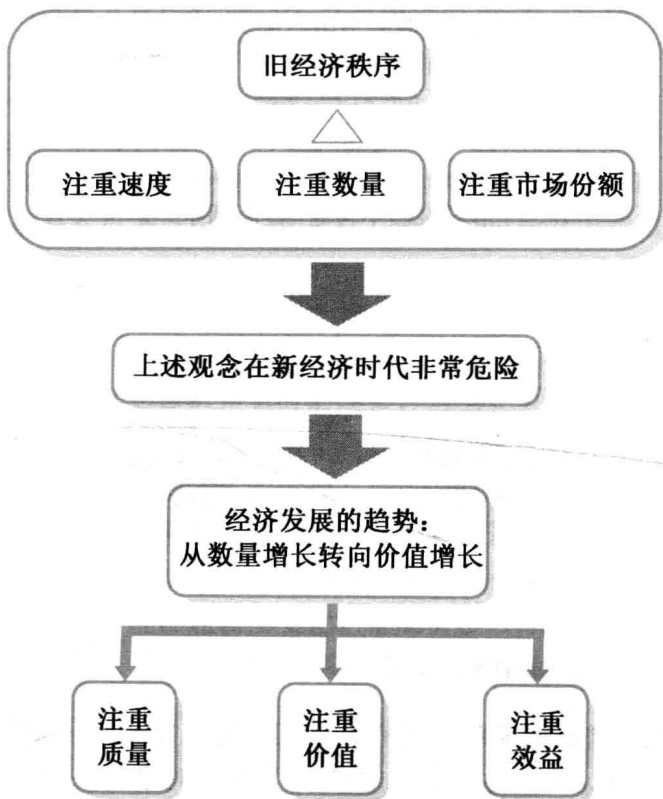 旧经济秩序
注重速度
注重数量
注重市场份额
上述观念在新经济时代非常危险
经济发展的趋势：
从数量增长转向价值增长
注重
质量
注重
价值
注重
效益